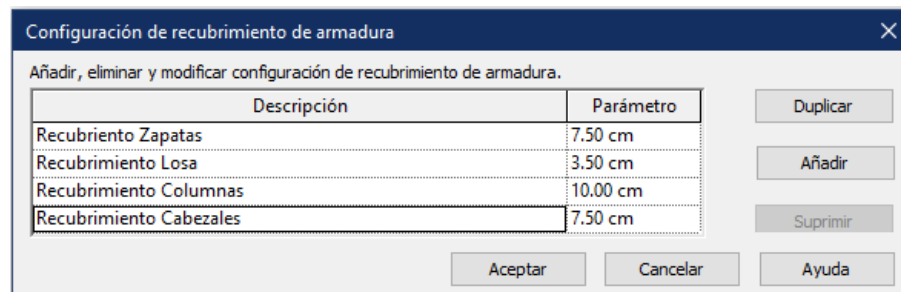 Configuración de recubrimiento de armadura
Añadir, eliminar y modificar configuración de recubrimiento de armadura.
Descripción Parámetro
Recubriento Zapatas 7.50 cm
Recubrimiento Losa 3.50 cm
Recubrimiento Columnas 10.00 cm
Recubrimiento Cabezales 7.50 cm
Duplicar
Añadir
Suprimir
Aceptar Cancelar Ayuda